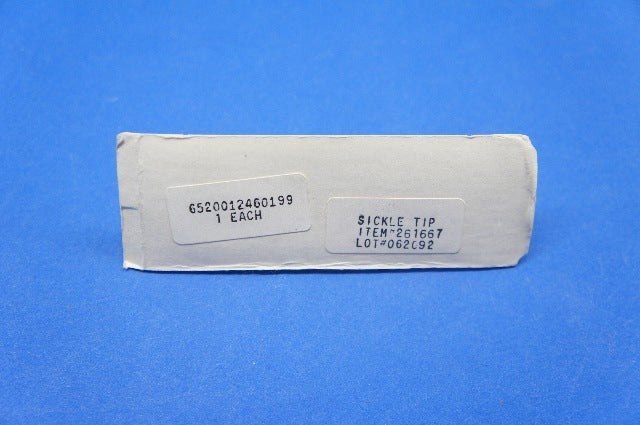 6520012460199
1 EACH
SICKLE TIP
ITEM#261667
LOT#062092